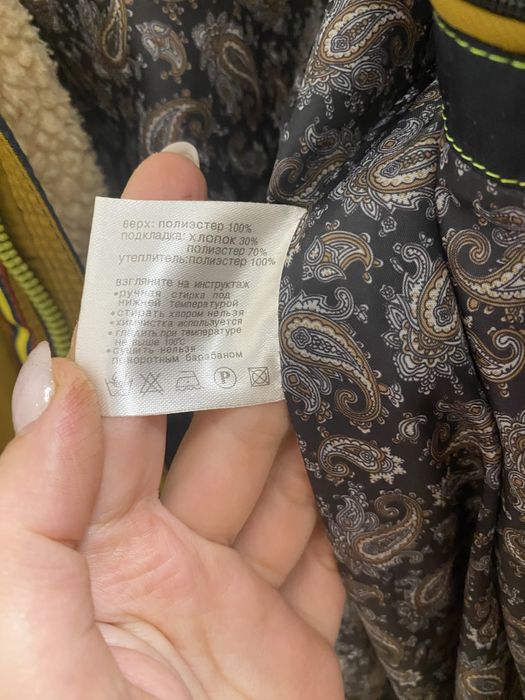 верх: полиэстер 100%
подкладка: хлопок 30%
полиэстер 70%
утеплитель: полиэстер 100%
взгляните на инструктаж
•ручная стирка под
нижней температурой
•стирать хлором нельзя
•химчистка используется
•гладить при температуре
не выше 100°C
•сушить нельзя
поворотным барабаном
P